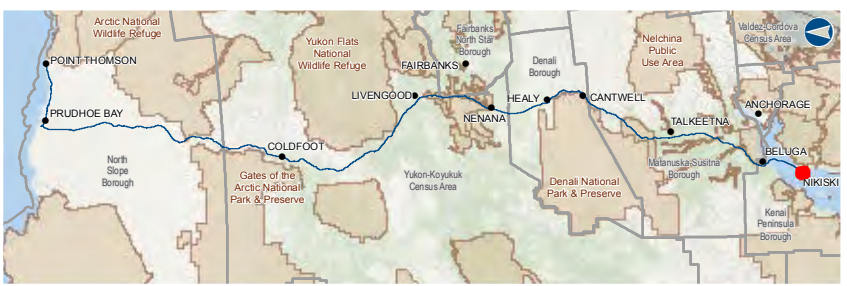 Arctic National
Wildlife Refuge
POINT THOMSON
PRUDHOE BAY
North
Slope
Borough
COLDFOOT
Gates of the
Arctic National
Park & Preserve
Yukon Flats
National
Wildlife Refuge
LIVENGOOD
Fairbanks
North Star
Borough
FAIRBANKS
NENANA
Yukon-Koyukuk
Census Area
Denali
Borough
HEALY
CANTWELL
Denali National
Park & Preserve
Nelchina
Public
Use Area
TALKEETNA
Matanuska-Susitna
Borough
Valdez-Cordova
Census Area
ANCHORAGE
BELUGA
NIKISKI
Kenai
Peninsula
Borough